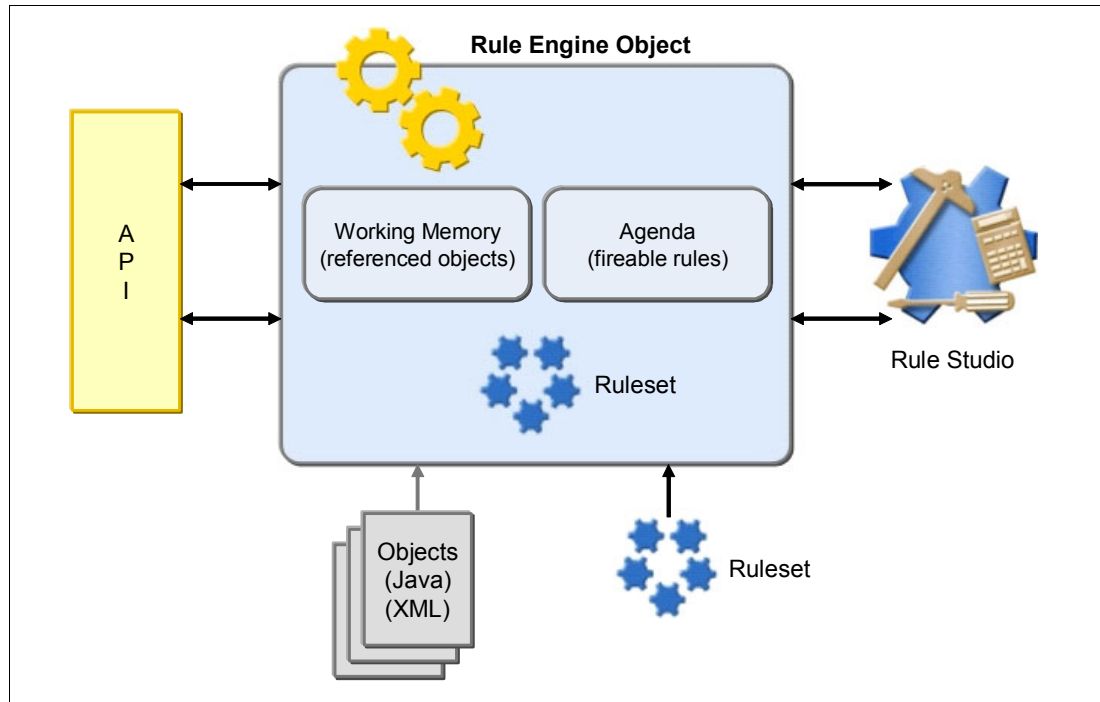 Rule Engine Object
A
P
I
Working Memory
(referenced objects)
Agenda
(fireable rules)
Ruleset
Rule Studio
Objects
(Java)
(XML)
Ruleset